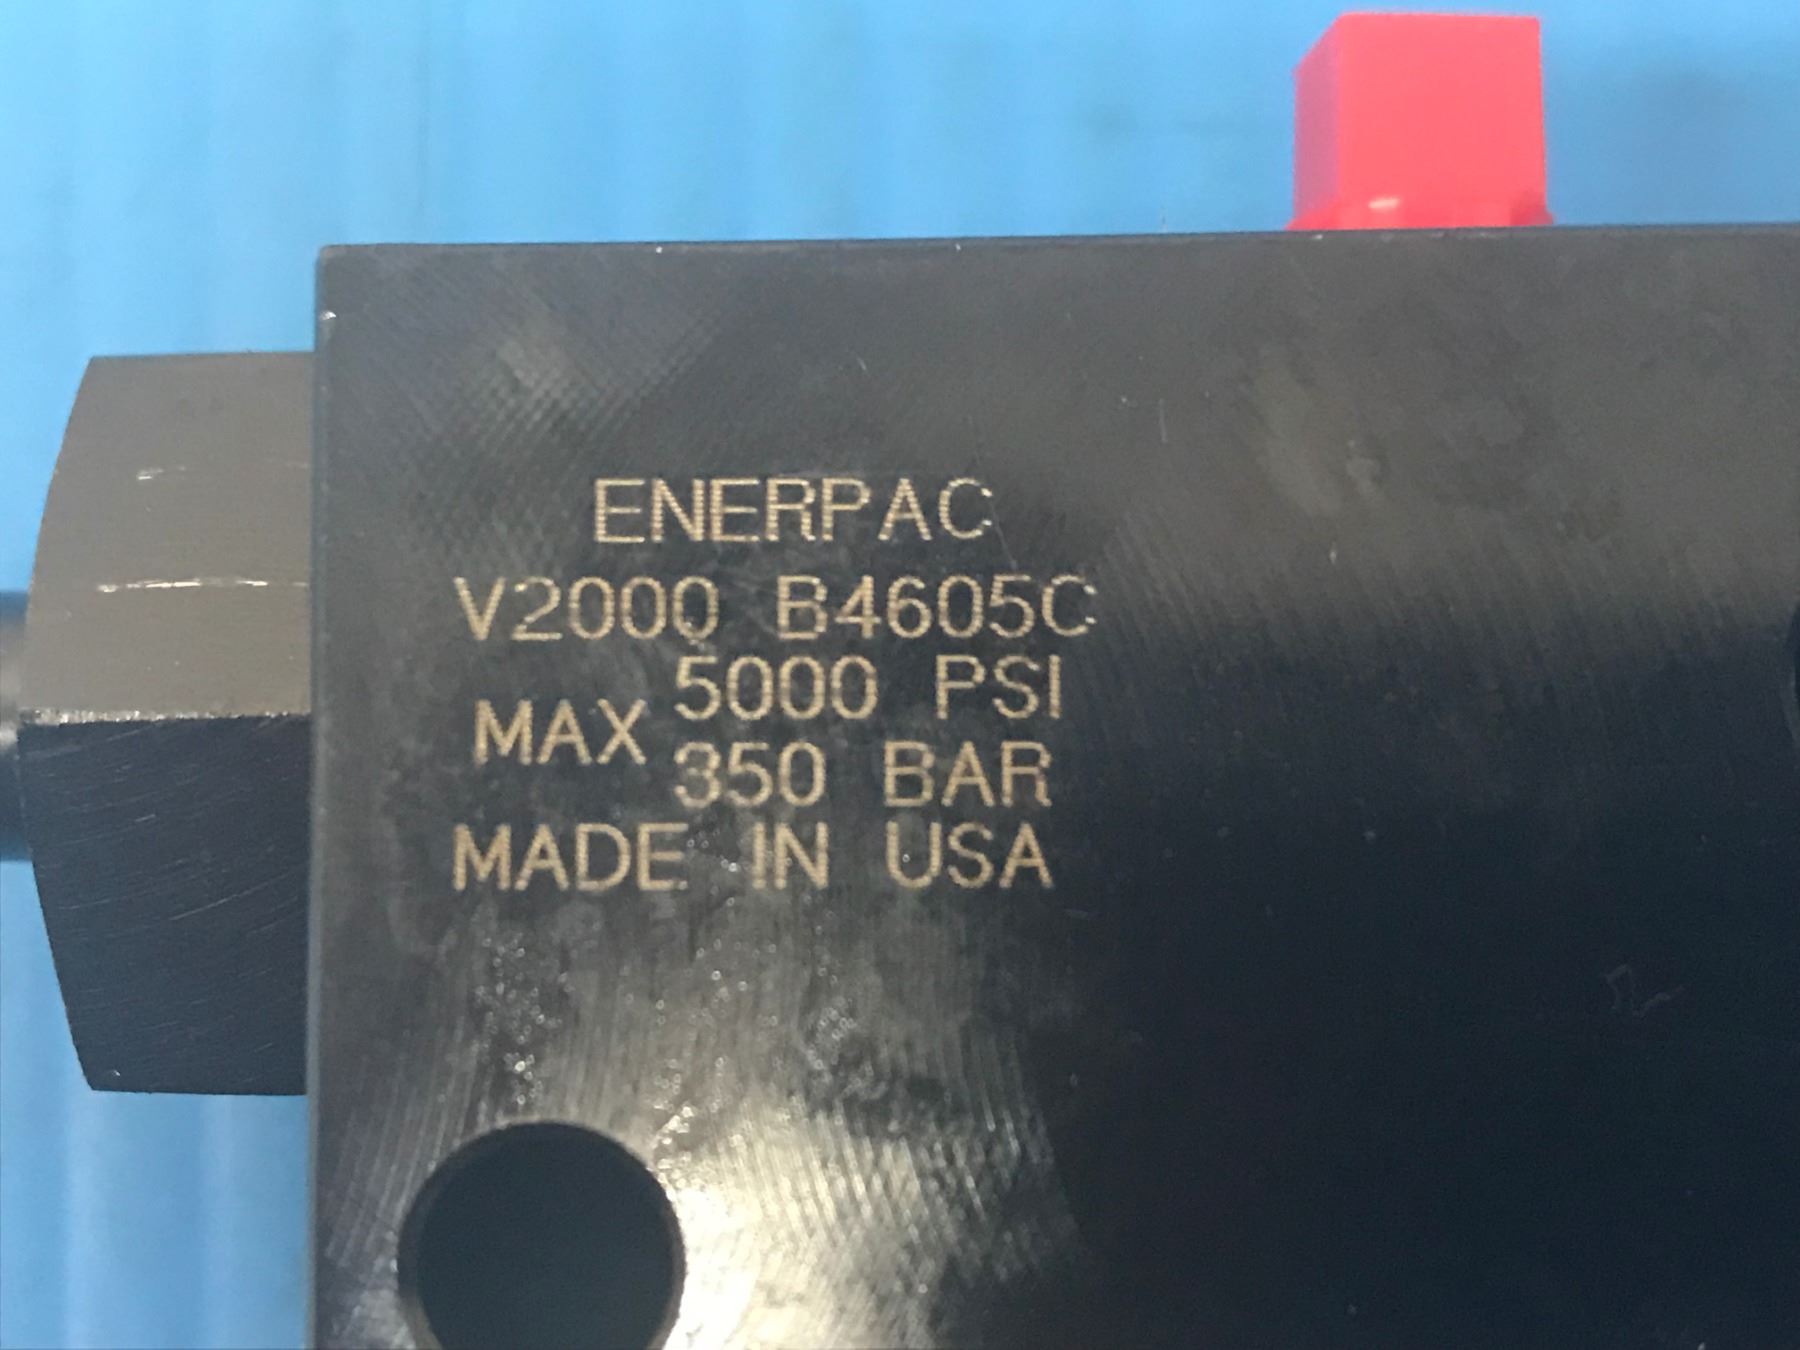 ENERPAC
V2000 B4605C
MAX 5000 PSI
350 BAR
MADE IN USA